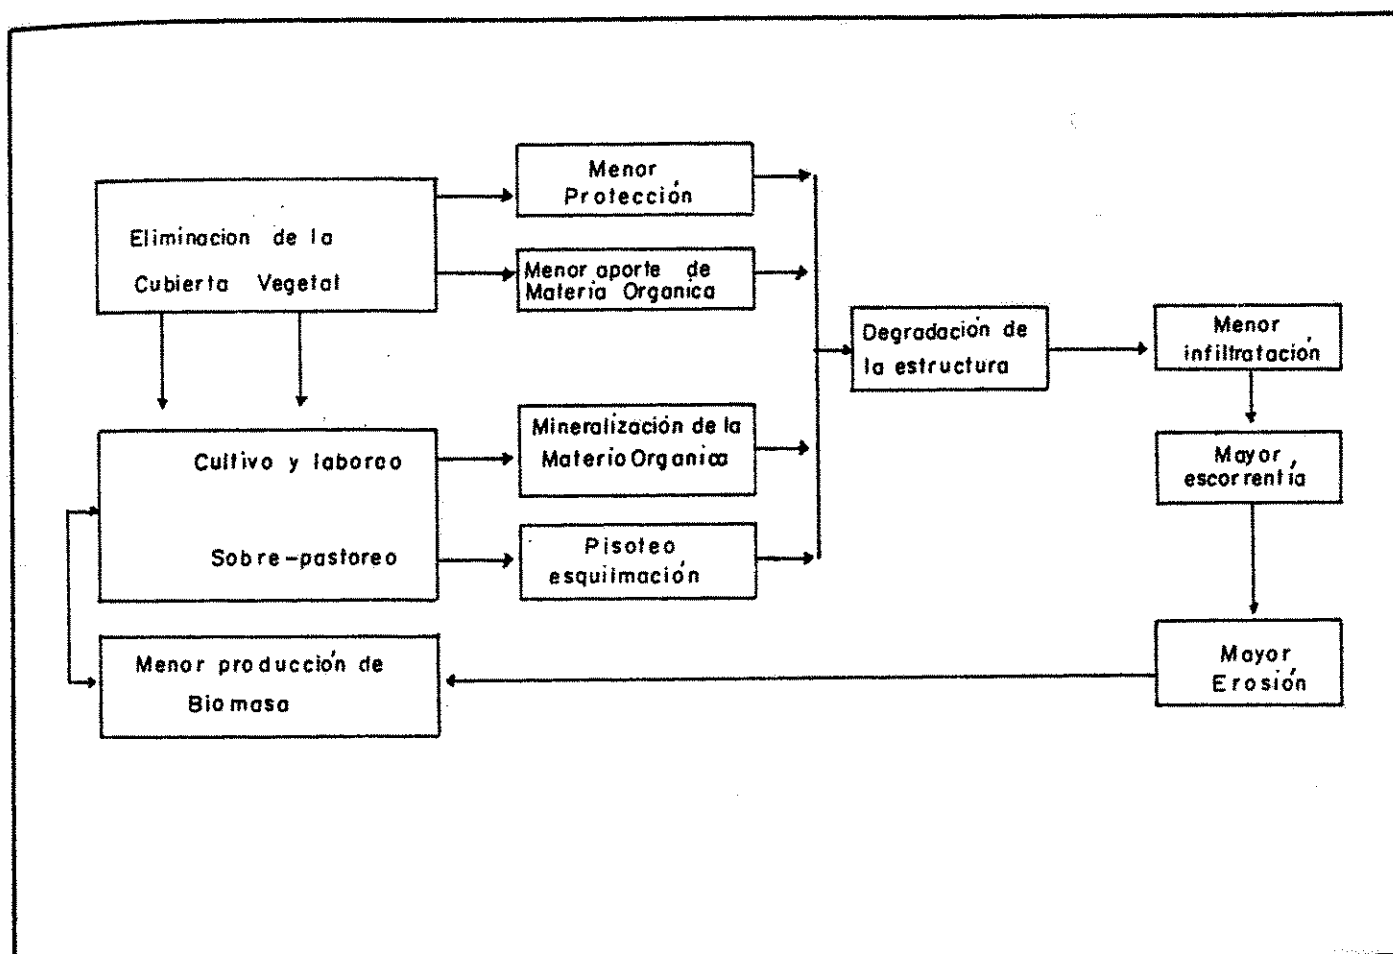 Eliminacion de la
Cubierta Vegetal
Menor
Protección
Menor aporte de
Materia Organica
Cultivo y laboreo
Sobre-pastoreo
Mineralización de la
Materia Organica
Pisoteo
esquilmación
Degradación de
la estructura
Menor
infiltratación
Mayor
escorrentía
Mayor
Erosión
Menor producción de
Biomasa